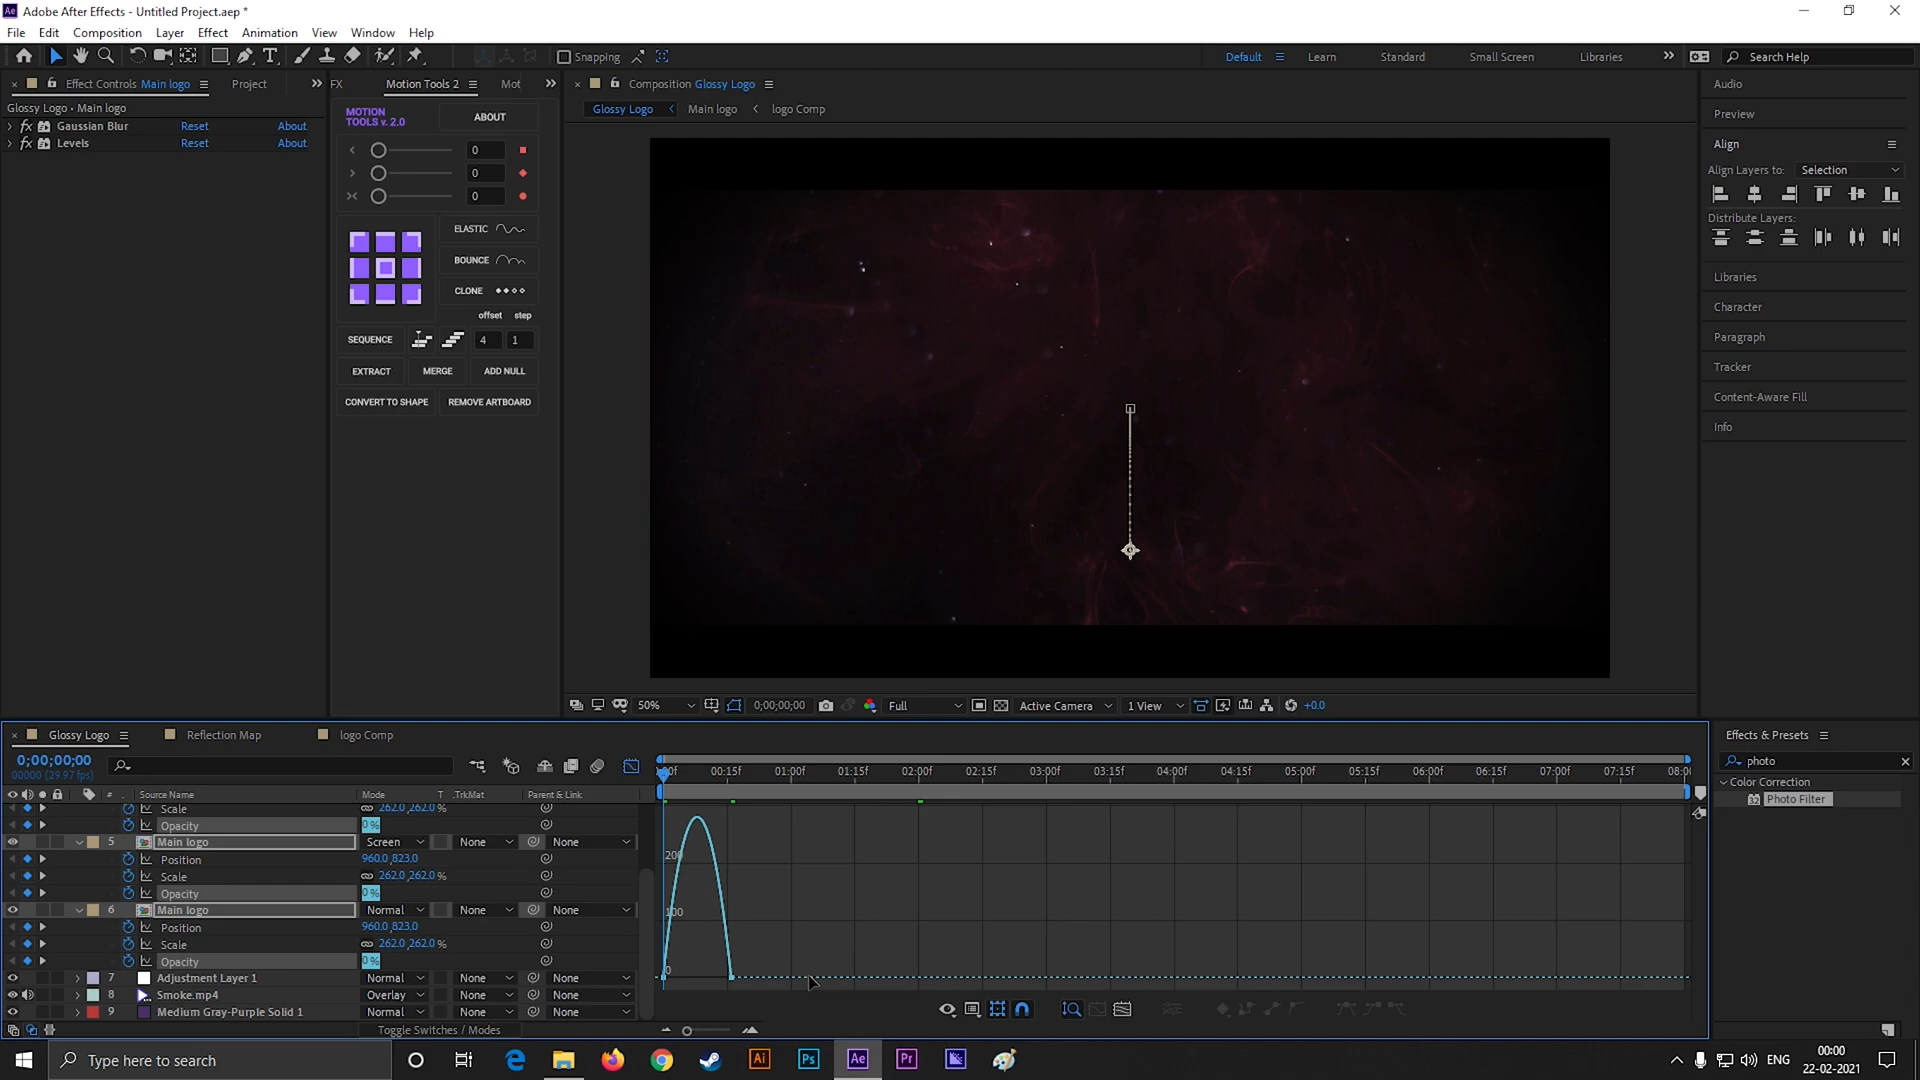 Adobe After Effects - Untitled Project.aep *
File Edit Composition Layer Effect Animation View Window Help
Snapping Default Learn Standard Small Screen Libraries Search Help
Effect Controls Main logo Project FX Motion Tools 2 Mot Composition Glossy Logo Audio
Glossy Logo • Main logo Glossy Logo Main logo logo Comp
Gaussian Blur Reset About
Levels Reset About
MOTION TOOLS v. 2.0 ABOUT
0
0
0
ELASTIC
BOUNCE
CLONE
offset step
SEQUENCE 4 1
EXTRACT MERGE ADD NULL
CONVERT TO SHAPE REMOVE ARTBOARD
Preview
Align
Align Layers to: Selection
Distribute Layers:
Libraries
Character
Paragraph
Tracker
Content-Aware Fill
Info
50% 0;00;00;00 Full Active Camera 1 View +0.0
Glossy Logo Reflection Map logo Comp
0;00;00;00
00000 (29.97 fps)
:00f 00:15f 01:00f 01:15f 02:00f 02:15f 03:00f 03:15f 04:00f 04:15f 05:00f 05:15f 06:00f 06:15f 07:00f 07:15f 08:0
# Source Name Mode T .TrkMat Parent & Link
Scale 262.0,262.0 %
Opacity 0 %
5 Main logo Screen None None
Position 960.0,823.0
Scale 262.0,262.0 %
Opacity 0 %
6 Main logo Normal None None
Position 960.0,823.0
Scale 262.0,262.0 %
Opacity 0 %
7 Adjustment Layer 1 Normal None None
8 Smoke.mp4 Overlay None None
9 Medium Gray-Purple Solid 1 Normal None None
Toggle Switches / Modes
200
100
0
Effects & Presets
photo
Color Correction
32 Photo Filter
Type here to search
Ai Ps Ae Pr
ENG
00:00
22-02-2021